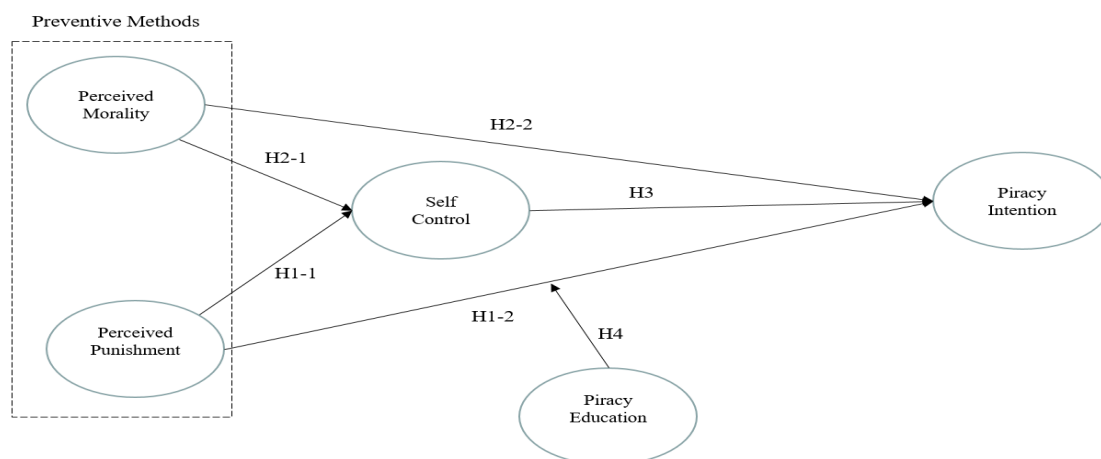 Preventive Methods
Perceived
Morality
H2-2
H2-1
Self
Control
H3
Piracy
Intention
H1-1
Perceived
Punishment
H1-2
H4
Piracy
Education